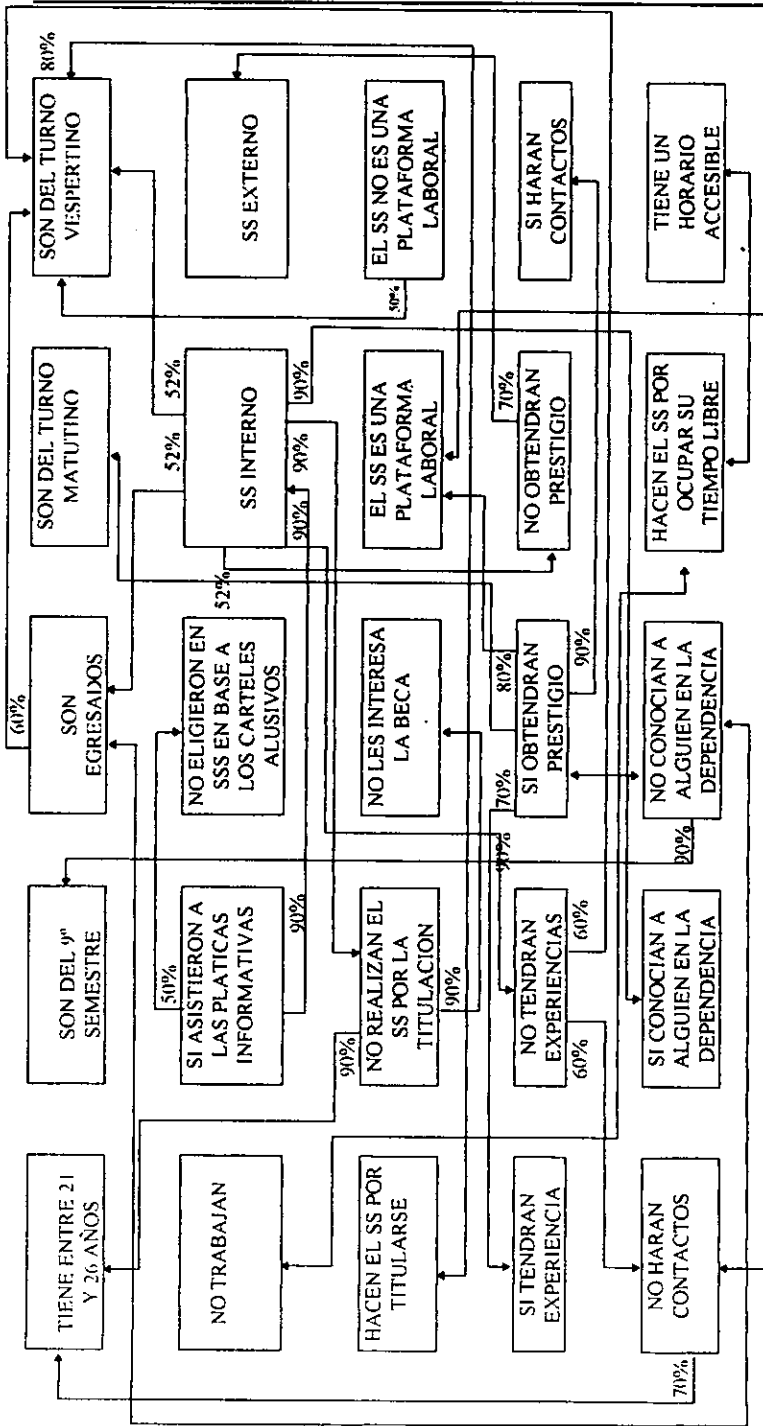 TIENE ENTRE 21
Y 26 AÑOS
SON DEL 9º
SEMESTRE
60%
SON
EGRESADOS
SON DEL TURNO
MATUTINO
SON DEL TURNO
VESPERTINO
80%
NO TRABAJAN
50%
SI ASISTIERON A
LAS PLATICAS
INFORMATIVAS
90%
NO ELIGIERON EN
SSS EN BASE A
LOS CARTELES
ALUSIVOS
52%
52%
52%
SS INTERNO
90%
90%
90%
SS EXTERNO
HACEN EL SS POR
TITULARSE
90%
NO REALIZAN EL
SS POR LA
TITULACION
90%
NO LES INTERESA
LA BECA
EL SS ES UNA
PLATAFORMA
LABORAL
50%
EL SS NO ES UNA
PLATAFORMA
LABORAL
SI TENDRAN
EXPERIENCIA
90%
NO TENDRAN
EXPERIENCIAS
60%
60%
70%
80%
SI OBTENDRAN
PRESTIGIO
90%
70%
NO OBTENDRAN
PRESTIGIO
SI HARAN
CONTACTOS
70%
NO HARAN
CONTACTOS
SI CONOCIAN A
ALGUIEN EN LA
DEPENDENCIA
90%
NO CONOCIAN A
ALGUIEN EN LA
DEPENDENCIA
HACEN EL SS POR
OCUPAR SU
TIEMPO LIBRE
TIENE UN
HORARIO
ACCESIBLE